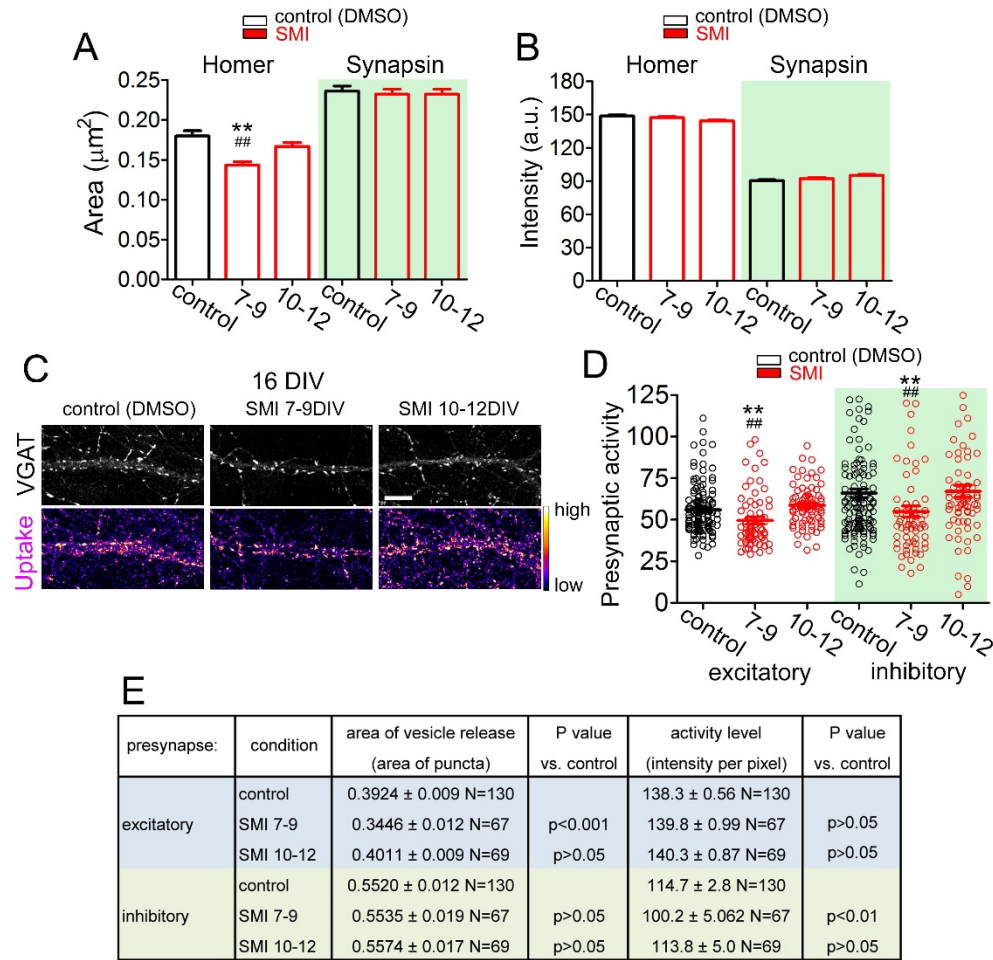 control (DMSO)
SMI
A
Homer
Synapsin
Area (μm²)
0.25
0.20
0.15
0.10
0.05
0.00
**
##
control
7-9
10-12
control
7-9
10-12
control (DMSO)
SMI
B
Homer
Synapsin
Intensity (a.u.)
180
150
120
90
60
30
0
control
7-9
10-12
control
7-9
10-12
C
16 DIV
control (DMSO)
SMI 7-9DIV
SMI 10-12DIV
VGAT
Uptake
high
low
control (DMSO)
SMI
D
Presynaptic activity
125
100
75
50
25
0
**
##
**
##
control
7-9
10-12
control
7-9
10-12
excitatory
inhibitory
E
presynapse: condition area of vesicle release P value activity level P value
(area of puncta) vs. control (intensity per pixel) vs. control
control 0.3924 ± 0.009 N=130 138.3 ± 0.56 N=130
excitatory SMI 7-9 0.3446 ± 0.012 N=67 p<0.001 139.8 ± 0.99 N=67 p>0.05
SMI 10-12 0.4011 ± 0.009 N=69 p>0.05 140.3 ± 0.87 N=69 p>0.05
control 0.5520 ± 0.012 N=130 114.7 ± 2.8 N=130
inhibitory SMI 7-9 0.5535 ± 0.019 N=67 p>0.05 100.2 ± 5.062 N=67 p<0.01
SMI 10-12 0.5574 ± 0.017 N=69 p>0.05 113.8 ± 5.0 N=69 p>0.05